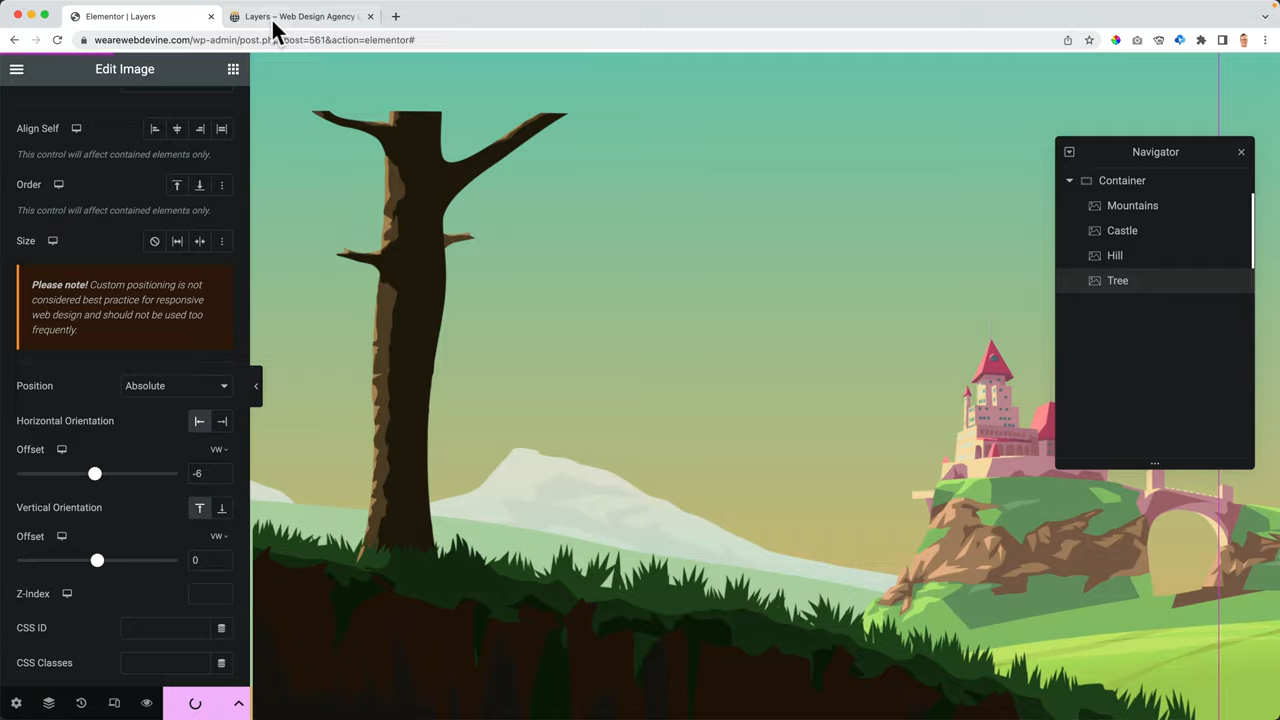 Elementor | Layers
Layers – Web Design Agency
wearewebdevine.com/wp-admin/post.php?post=561&action=elementor#
Edit Image
Align Self
This control will affect contained elements only.
Order
This control will affect contained elements only.
Size
Please note! Custom positioning is not
considered best practice for responsive
web design and should not be used too
frequently.
Position
Absolute
Horizontal Orientation
Offset
VW
-6
Vertical Orientation
Offset
VW
0
Z-Index
CSS ID
CSS Classes
Navigator
Container
Mountains
Castle
Hill
Tree